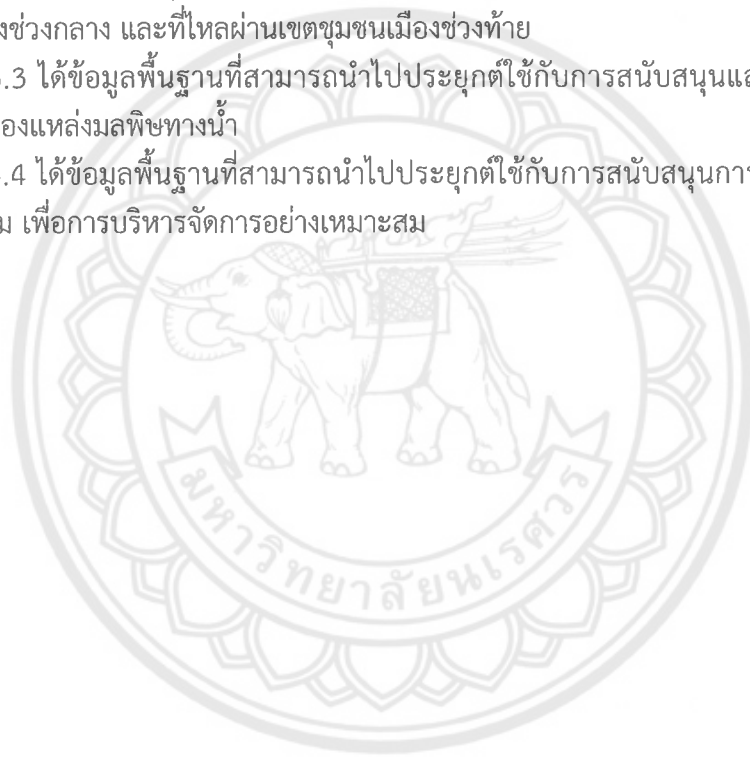 งช่วงกลาง และที่ไหลผ่านเขตชุมชนเมืองช่วงท้าย
.3 ได้ข้อมูลพื้นฐานที่สามารถนำไปประยุกต์ใช้กับการสนับสนุนแล
องแหล่งมลพิษทางน้ำ
.4 ได้ข้อมูลพื้นฐานที่สามารถนำไปประยุกต์ใช้กับการสนับสนุนการ
ม เพื่อการบริหารจัดการอย่างเหมาะสม
มหาวิทยาลัยนเรศวร